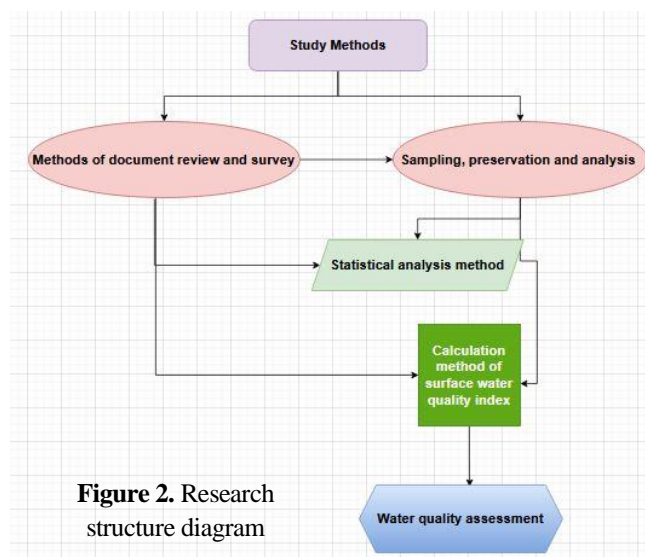 Study Methods
Methods of document review and survey
Sampling, preservation and analysis
Statistical analysis method
Calculation
method of
surface water
quality index
Figure 2. Research
structure diagram
Water quality assessment